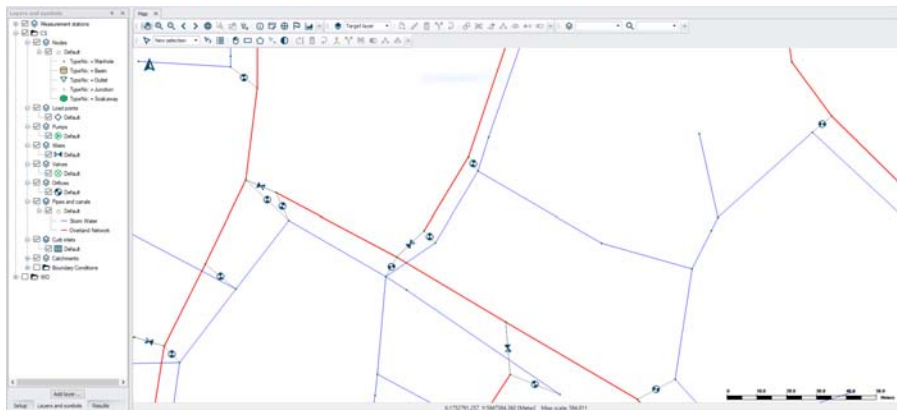 Layers and symbols
Map
Measurement stations
CS
Nodes
Default
TypeNo. = Manhole
TypeNo. = Basin
TypeNo. = Outlet
TypeNo. = Junction
TypeNo. = Soakaway
Load points
Default
Pumps
Default
Weirs
Default
Valves
Default
Orifices
Default
Pipes and canals
Default
Storm Water
Overland Network
Curb inlets
Default
Catchments
Boundary Conditions
Target layer
New selection
Add layer...
Setup
Layers and symbols
Results
Meters